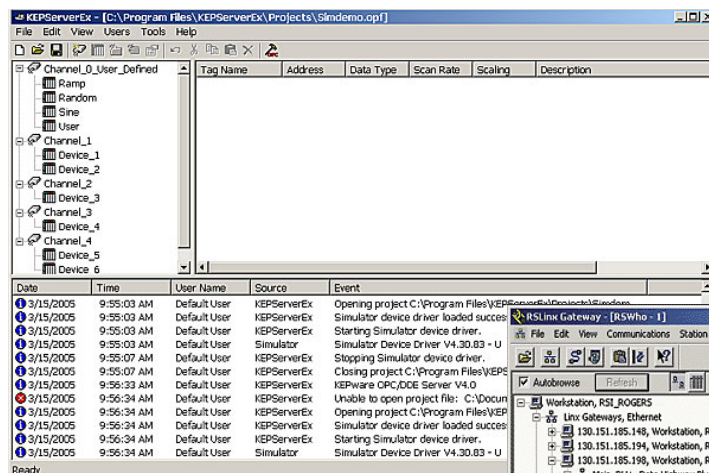 KEPServerEx - [C:\Program Files\KEPServerEx\Projects\Simdemo.opf]
File Edit View Users Tools Help
Channel_0_User_Defined
Ramp
Random
Sine
User
Channel_1
Device_1
Device_2
Channel_2
Device_3
Channel_3
Device_4
Channel_4
Device_5
Device_6
Tag Name Address Data Type Scan Rate Scaling Description
Date Time User Name Source Event
3/15/2005 9:55:03 AM Default User KEPServerEx Opening project C:\Program Files\KEPServerEx\Projects\Simdemo
3/15/2005 9:55:03 AM Default User KEPServerEx Simulator device driver loaded succes
3/15/2005 9:55:03 AM Default User KEPServerEx Starting Simulator device driver.
3/15/2005 9:55:03 AM Default User Simulator Simulator Device Driver V4.30.83 - U
3/15/2005 9:55:07 AM Default User KEPServerEx Stopping Simulator device driver.
3/15/2005 9:55:07 AM Default User KEPServerEx Closing project C:\Program Files\KEPS
3/15/2005 9:56:33 AM Default User KEPServerEx KEPware OPC/DDE Server V4.0
3/15/2005 9:56:34 AM Default User KEPServerEx Unable to open project file: C:\Docum
3/15/2005 9:56:34 AM Default User KEPServerEx Opening project C:\Program Files\KEP
3/15/2005 9:56:34 AM Default User KEPServerEx Simulator device driver loaded succes
3/15/2005 9:56:34 AM Default User KEPServerEx Starting Simulator device driver.
3/15/2005 9:56:34 AM Default User Simulator Simulator Device Driver V4.30.83 - U
Ready
RSLinx Gateway - [RSWho - 1]
File Edit View Communications Station
Autobrowse Refresh
Workstation, RSI_ROGERS
Linx Gateways, Ethernet
130.151.185.148, Workstation, R
130.151.185.194, Workstation, R
130.151.185.198, Workstation, R